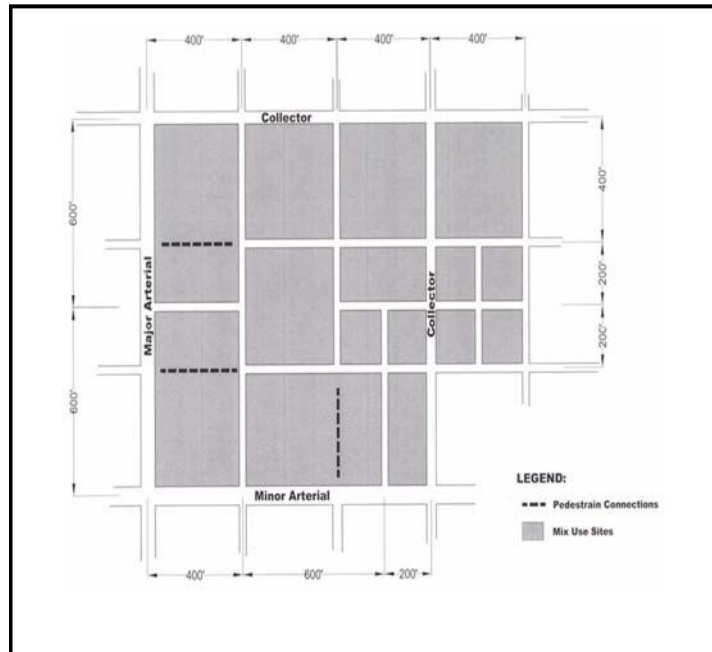 400' 400' 400' 400'
Collector
600'
400'
200'
Major Arterial
Collector
600'
200'
LEGEND:
Pedestrain Connections
Minor Arterial
Mix Use Sites
400' 600' 200'